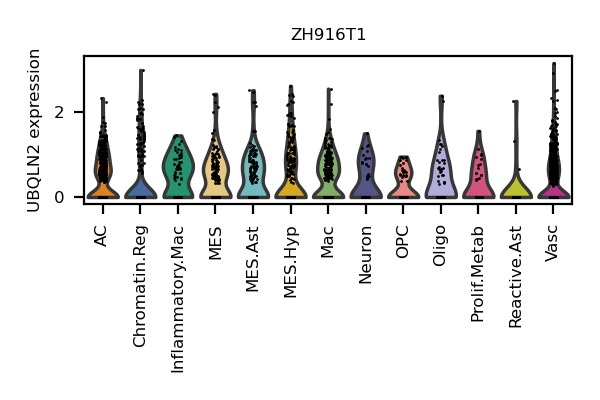 ZH916T1
UBQLN2 expression
2
0
AC
Chromatin.Reg
Inflammatory.Mac
MES
MES.Ast
MES.Hyp
Mac
Neuron
OPC
Oligo
Prolif.Metab
Reactive.Ast
Vasc